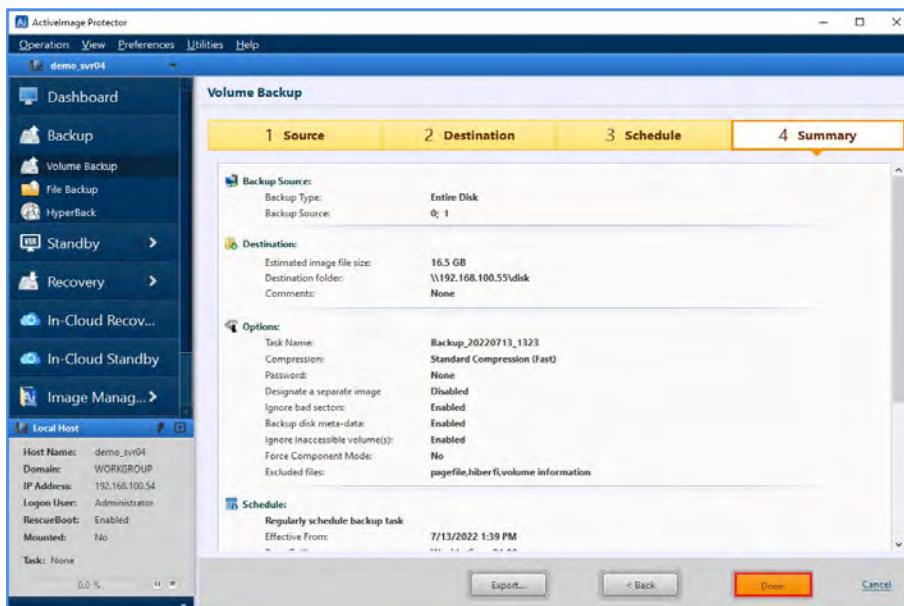 ActiveImage Protector
Operation View Preferences Utilities Help
demo_svr04
Dashboard
Backup
Volume Backup
File Backup
HyperBack
Standby
Recovery
In-Cloud Recov...
In-Cloud Standby
Image Manag...
Local Host
Host Name: demo_svr04
Domain: WORKGROUP
IP Address: 192.168.100.54
Logon User: Administrator
RescueBoot: Enabled
Mounted: No
Task: None
0.0 %
Volume Backup
1 Source
2 Destination
3 Schedule
4 Summary
Backup Source:
Backup Type: Entire Disk
Backup Source: 0; 1
Destination:
Estimated image file size: 16.5 GB
Destination folder: \\192.168.100.55\disk
Comments: None
Options:
Task Name: Backup_20220713_1323
Compression: Standard Compression (Fast)
Password: None
Designate a separate image Disabled
Ignore bad sectors: Enabled
Backup disk meta-data: Enabled
Ignore Inaccessible volume(s): Enabled
Force Component Mode: No
Excluded files: pagefile,hiberfi,volume information
Schedule:
Regularly schedule backup task
Effective From: 7/13/2022 1:39 PM
Export...
< Back
Done
Cancel